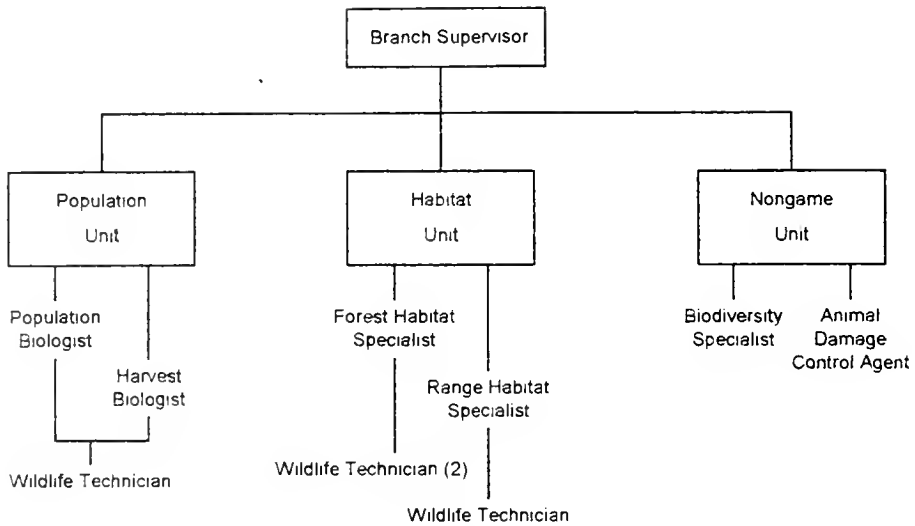 Branch Supervisor
Population
Unit
Habitat
Unit
Nongame
Unit
Population
Biologist
Harvest
Biologist
Wildlife Technician
Forest Habitat
Specialist
Range Habitat
Specialist
Wildlife Technician (2)
Wildlife Technician
Biodiversity
Specialist
Animal
Damage
Control Agent